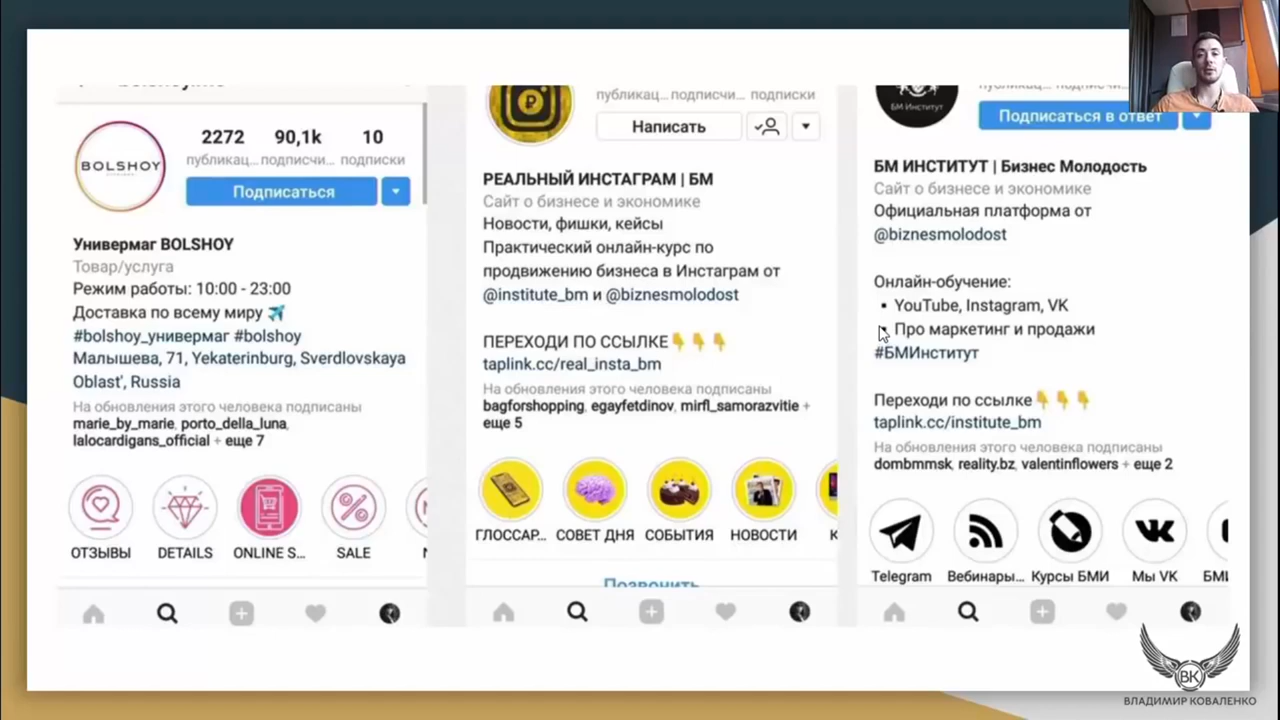 2272 90,1k 10
публикац... подписчи... подписки
BOLSHOY
Подписаться
Универмаг BOLSHOY
Товар/услуга
Режим работы: 10:00 - 23:00
Доставка по всему миру ✈️
#bolshoy_универмаг #bolshoy
Малышева, 71, Yekaterinburg, Sverdlovskaya
Oblast', Russia
На обновления этого человека подписаны
marie_by_marie, porto_della_luna,
lalocardigans_official + еще 7
ОТЗЫВЫ DETAILS ONLINE S... SALE
публикац... подписчи... подписки
Написать
РЕАЛЬНЫЙ ИНСТАГРАМ | БМ
Сайт о бизнесе и экономике
Новости, фишки, кейсы
Практический онлайн-курс по
продвижению бизнеса в Инстаграм от
@institute_bm и @biznesmolodost
ПЕРЕХОДИ ПО ССЫЛКЕ👇👇👇
taplink.cc/real_insta_bm
На обновления этого человека подписаны
bagforshopping, egayfetdinov, mirfl_samorazvitie +
еще 5
ГЛОССАР... СОВЕТ ДНЯ СОБЫТИЯ НОВОСТИ
Позвонить
БМ Институт
Подписаться в ответ
БМ ИНСТИТУТ | Бизнес Молодость
Сайт о бизнесе и экономике
Официальная платформа от
@biznesmolodost
Онлайн-обучение:
▪ YouTube, Instagram, VK
▪ Про маркетинг и продажи
#БМИнститут
Переходи по ссылке👇👇👇
taplink.cc/institute_bm
На обновления этого человека подписаны
dombmmsk, reality.bz, valentinflowers + еще 2
Telegram Вебинары... Курсы БМИ Мы VK
ВК
ВЛАДИМИР КОВАЛЕНКО